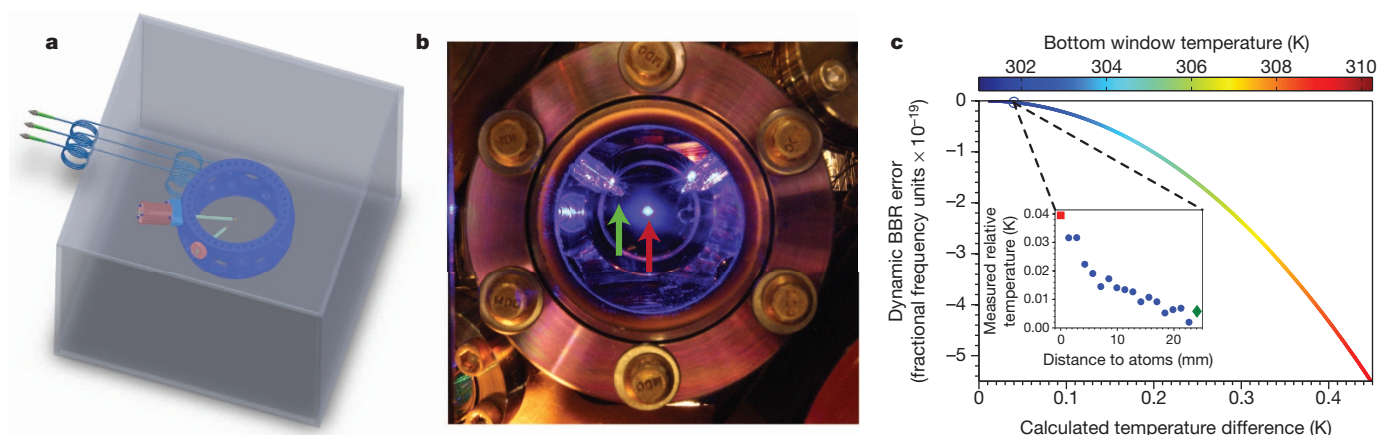 a
b
c
Bottom window temperature (K)
302 304 306 308 310
Dynamic BBR error
(fractional frequency units × 10⁻¹⁹)
0
−1
−2
−3
−4
−5
Measured relative
temperature (K)
0.04
0.03
0.02
0.01
0.00
0 10 20
Distance to atoms (mm)
0 0.1 0.2 0.3 0.4
Calculated temperature difference (K)
MDC